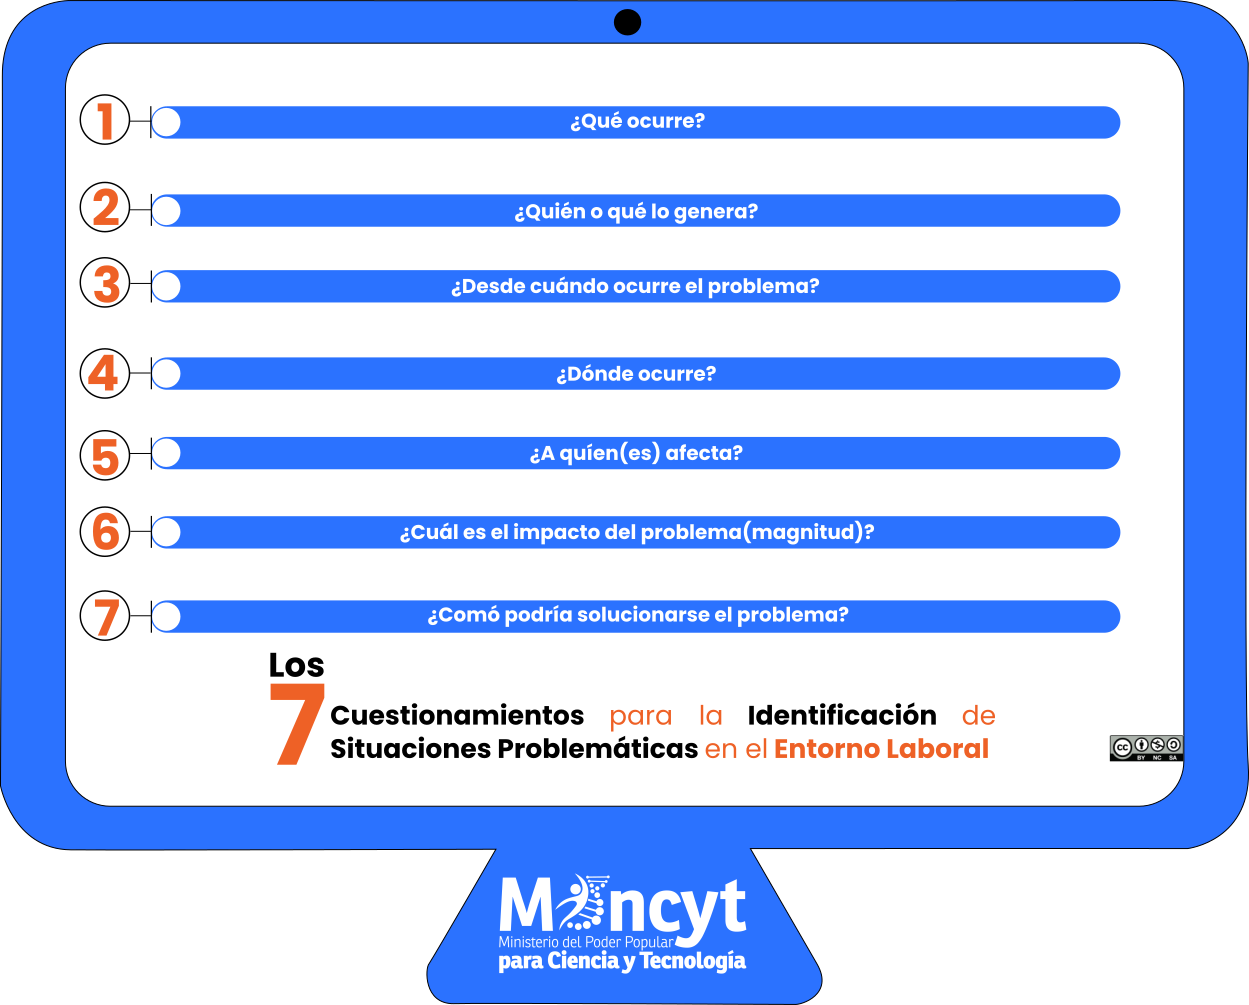 1
¿Qué ocurre?
2
¿Quién o qué lo genera?
3
¿Desde cuándo ocurre el problema?
4
¿Dónde ocurre?
5
¿A quíen(es) afecta?
6
¿Cuál es el impacto del problema(magnitud)?
7
¿Comó podría solucionarse el problema?
Los
7
Cuestionamientos para la Identificación de
Situaciones Problemáticas en el Entorno Laboral
cc
BY NC SA
Mincyt
Ministerio del Poder Popular
para Ciencia y Tecnología